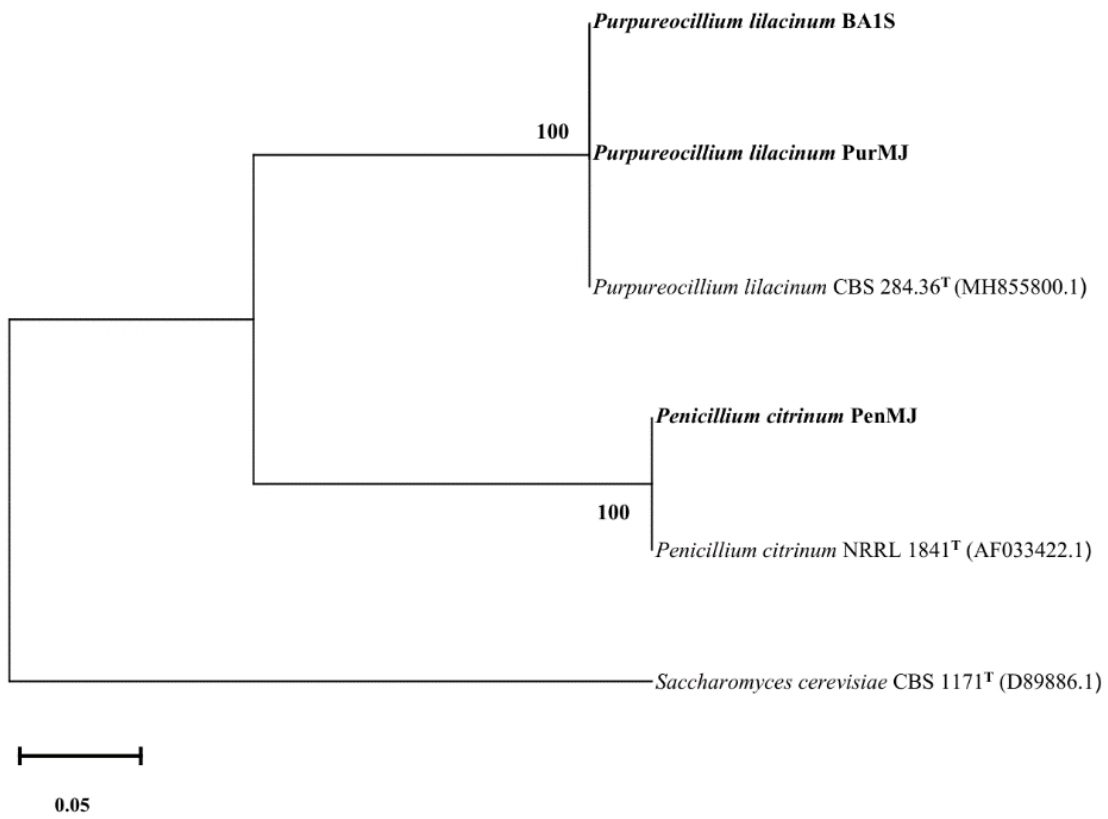 Purpureocillium lilacinum BA1S
100
Purpureocillium lilacinum PurMJ
Purpureocillium lilacinum CBS 284.36ᵀ (MH855800.1)
Penicillium citrinum PenMJ
100
Penicillium citrinum NRRL 1841ᵀ (AF033422.1)
Saccharomyces cerevisiae CBS 1171ᵀ (D89886.1)
0.05